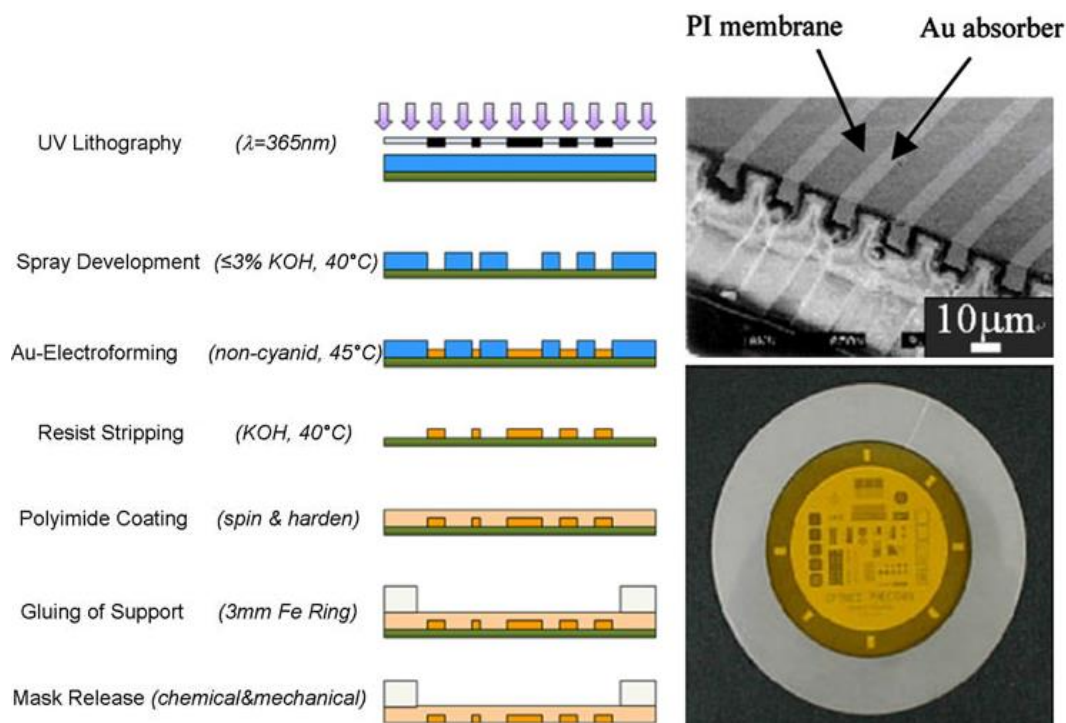 UV Lithography (λ=365nm)
Spray Development (≤3% KOH, 40°C)
Au-Electroforming (non-cyanid, 45°C)
Resist Stripping (KOH, 40°C)
Polyimide Coating (spin & harden)
Gluing of Support (3mm Fe Ring)
Mask Release (chemical&mechanical)
PI membrane Au absorber
10μm